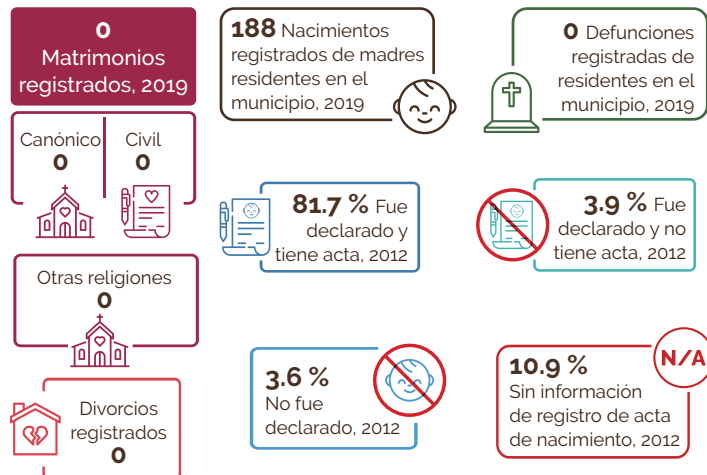 0
Matrimonios
registrados, 2019
Canónico
0
Civil
0
Otras religiones
0
Divorcios
registrados
0
188 Nacimientos
registrados de madres
residentes en el
municipio, 2019
0 Defunciones
registradas de
residentes en el
municipio, 2019
81.7 % Fue
declarado y
tiene acta, 2012
3.9 % Fue
declarado y no
tiene acta, 2012
3.6 %
No fue
declarado, 2012
N/A
10.9 %
Sin información
de registro de acta
de nacimiento, 2012